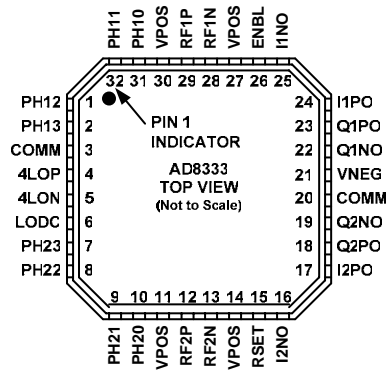 PH11 PH10 VPOS RF1P RF1N VPOS ENBL I1NO
32 31 30 29 28 27 26 25
PH12 1
PH13 2
COMM 3
4LOP 4
4LON 5
LODC 6
PH23 7
PH22 8
PIN 1
INDICATOR
AD8333
TOP VIEW
(Not to Scale)
24 I1PO
23 Q1PO
22 Q1NO
21 VNEG
20 COMM
19 Q2NO
18 Q2PO
17 I2PO
9 10 11 12 13 14 15 16
PH21 PH20 VPOS RF2P RF2N VPOS RSET I2NO